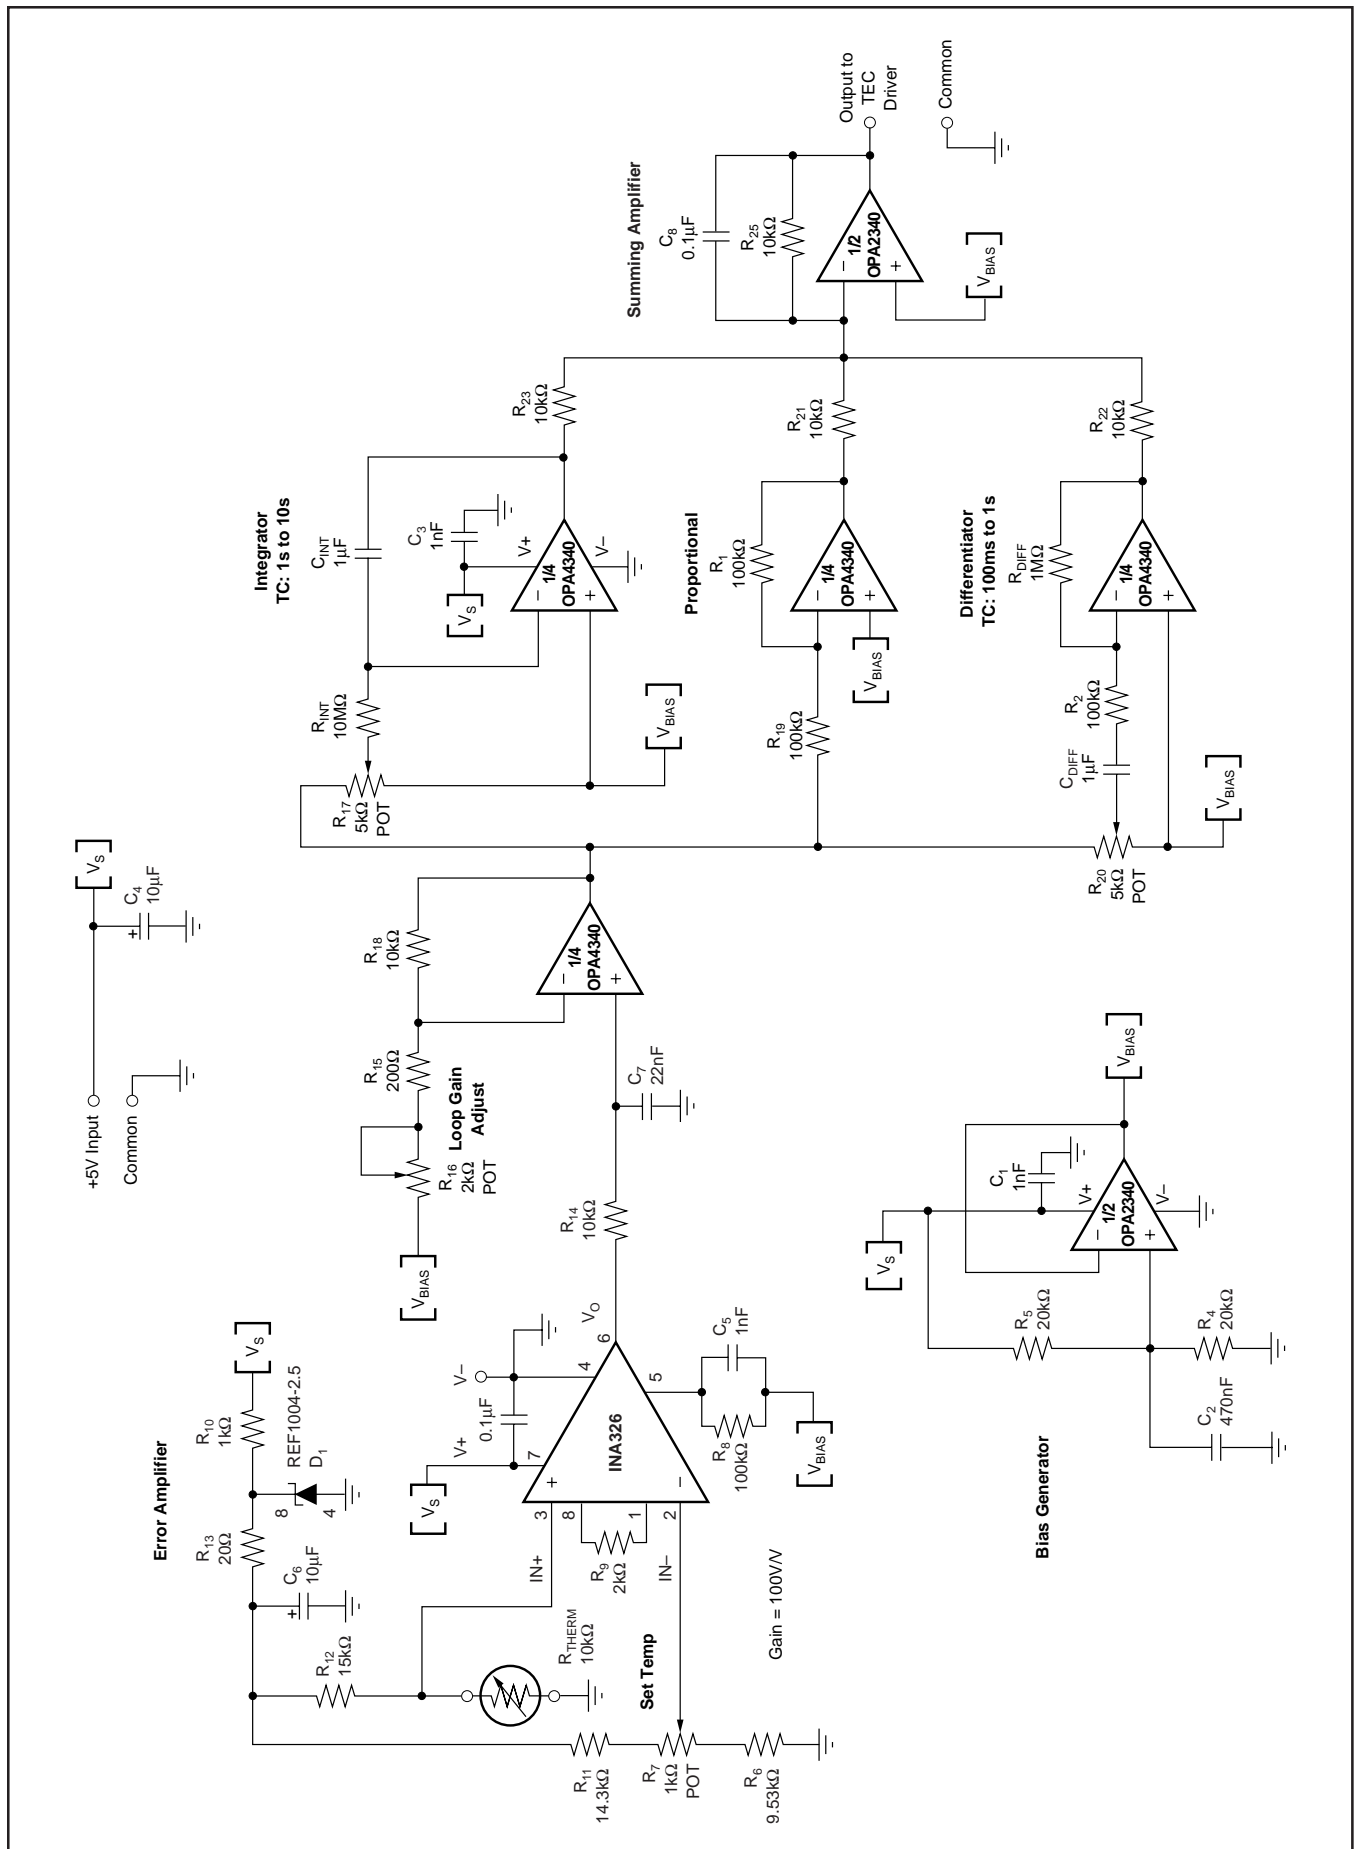 +5V Input
Common
C4
10µF
+
[VS]
Error Amplifier
R10
1kΩ
[VS]
REF1004-2.5
D1
8
4
R13
20Ω
C6
10µF
+
R12
15kΩ
RTHERM
10kΩ
Set Temp
R11
14.3kΩ
R7
1kΩ
POT
R6
9.53kΩ
IN+
3
8
R9
2kΩ
1
2
IN–
Gain = 100V/V
INA326
+
–
7
V+
[VS]
0.1µF
V–
4
6
VO
5
R8
100kΩ
C5
1nF
[VBIAS]
R14
10kΩ
C7
22nF
[VBIAS]
R16
2kΩ
POT
Loop Gain
Adjust
R15
200Ω
R18
10kΩ
1/4
OPA4340
–
+
Integrator
TC: 1s to 10s
R17
5kΩ
POT
RINT
10MΩ
CINT
1µF
[VS]
C3
1nF
V+
V–
1/4
OPA4340
–
+
[VBIAS]
R23
10kΩ
Proportional
R19
100kΩ
R1
100kΩ
1/4
OPA4340
–
+
[VBIAS]
R21
10kΩ
Differentiator
TC: 100ms to 1s
R20
5kΩ
POT
CDIFF
1µF
R2
100kΩ
RDIFF
1MΩ
1/4
OPA4340
–
+
[VBIAS]
R22
10kΩ
Summing Amplifier
C8
0.1µF
R25
10kΩ
1/2
OPA2340
–
+
[VBIAS]
Output to
TEC
Driver
Common
Bias Generator
[VS]
R5
20kΩ
R4
20kΩ
C2
470nF
C1
1nF
V+
V–
1/2
OPA2340
–
+
[VBIAS]